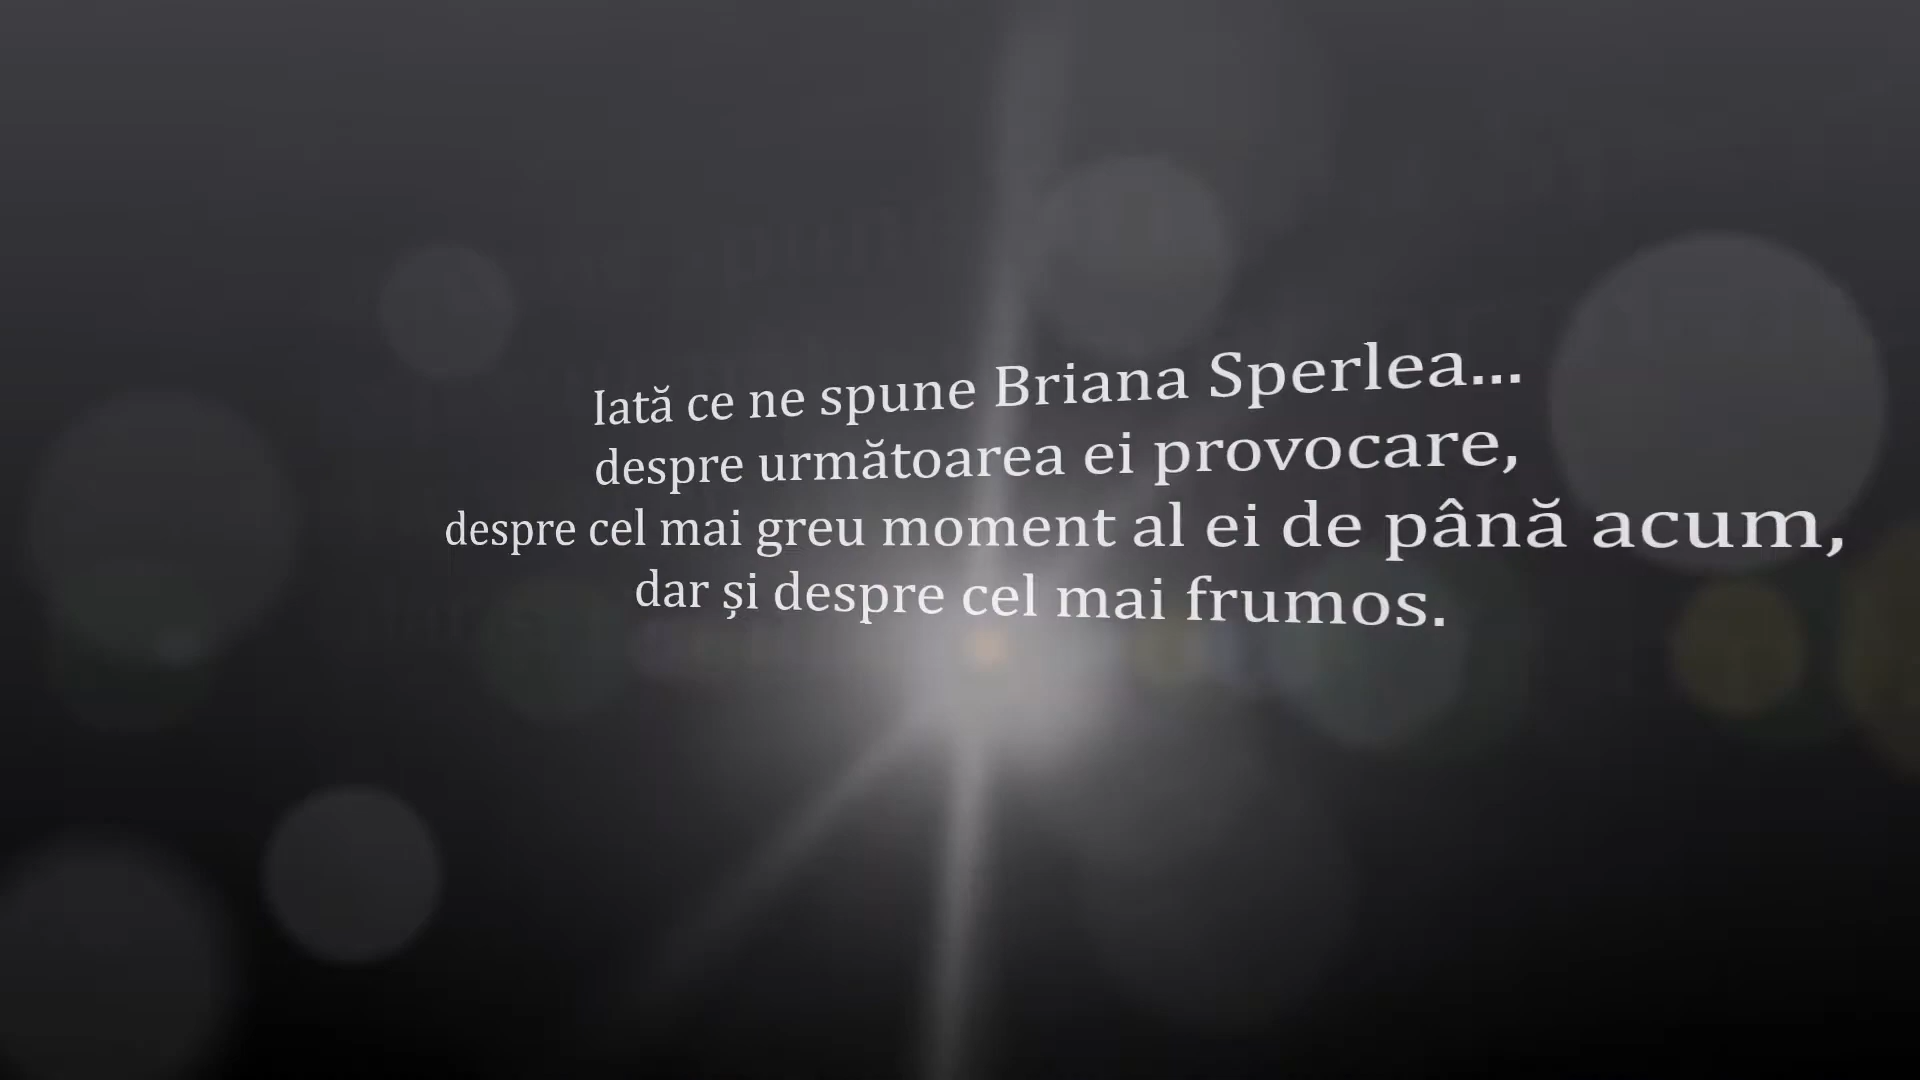 Iată ce ne spune Briana Sperlea...
despre următoarea ei provocare,
despre cel mai greu moment al ei de până acum,
dar și despre cel mai frumos.